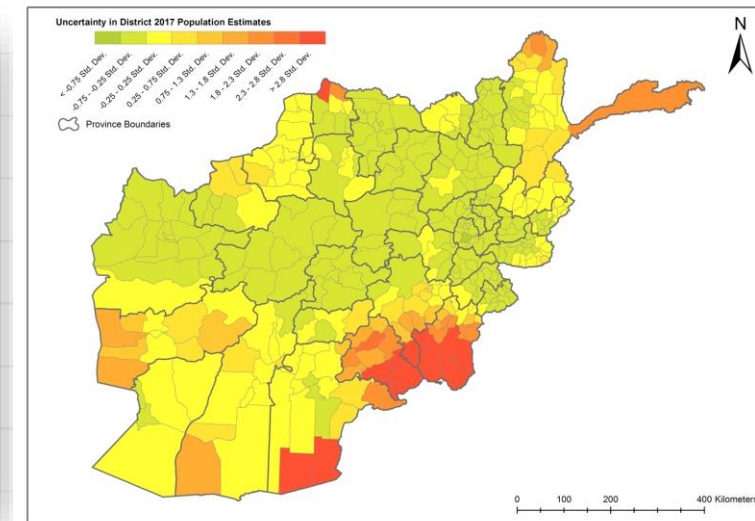 Uncertainty in District 2017 Population Estimates
< -0.75 Std. Dev.
-0.75 - -0.25 Std. Dev.
-0.25 - 0.25 Std. Dev.
0.25 - 0.75 Std. Dev.
0.75 - 1.3 Std. Dev.
1.3 - 1.8 Std. Dev.
1.8 - 2.3 Std. Dev.
2.3 - 2.8 Std. Dev.
> 2.8 Std. Dev.
Province Boundaries
N
0 100 200 400 Kilometers